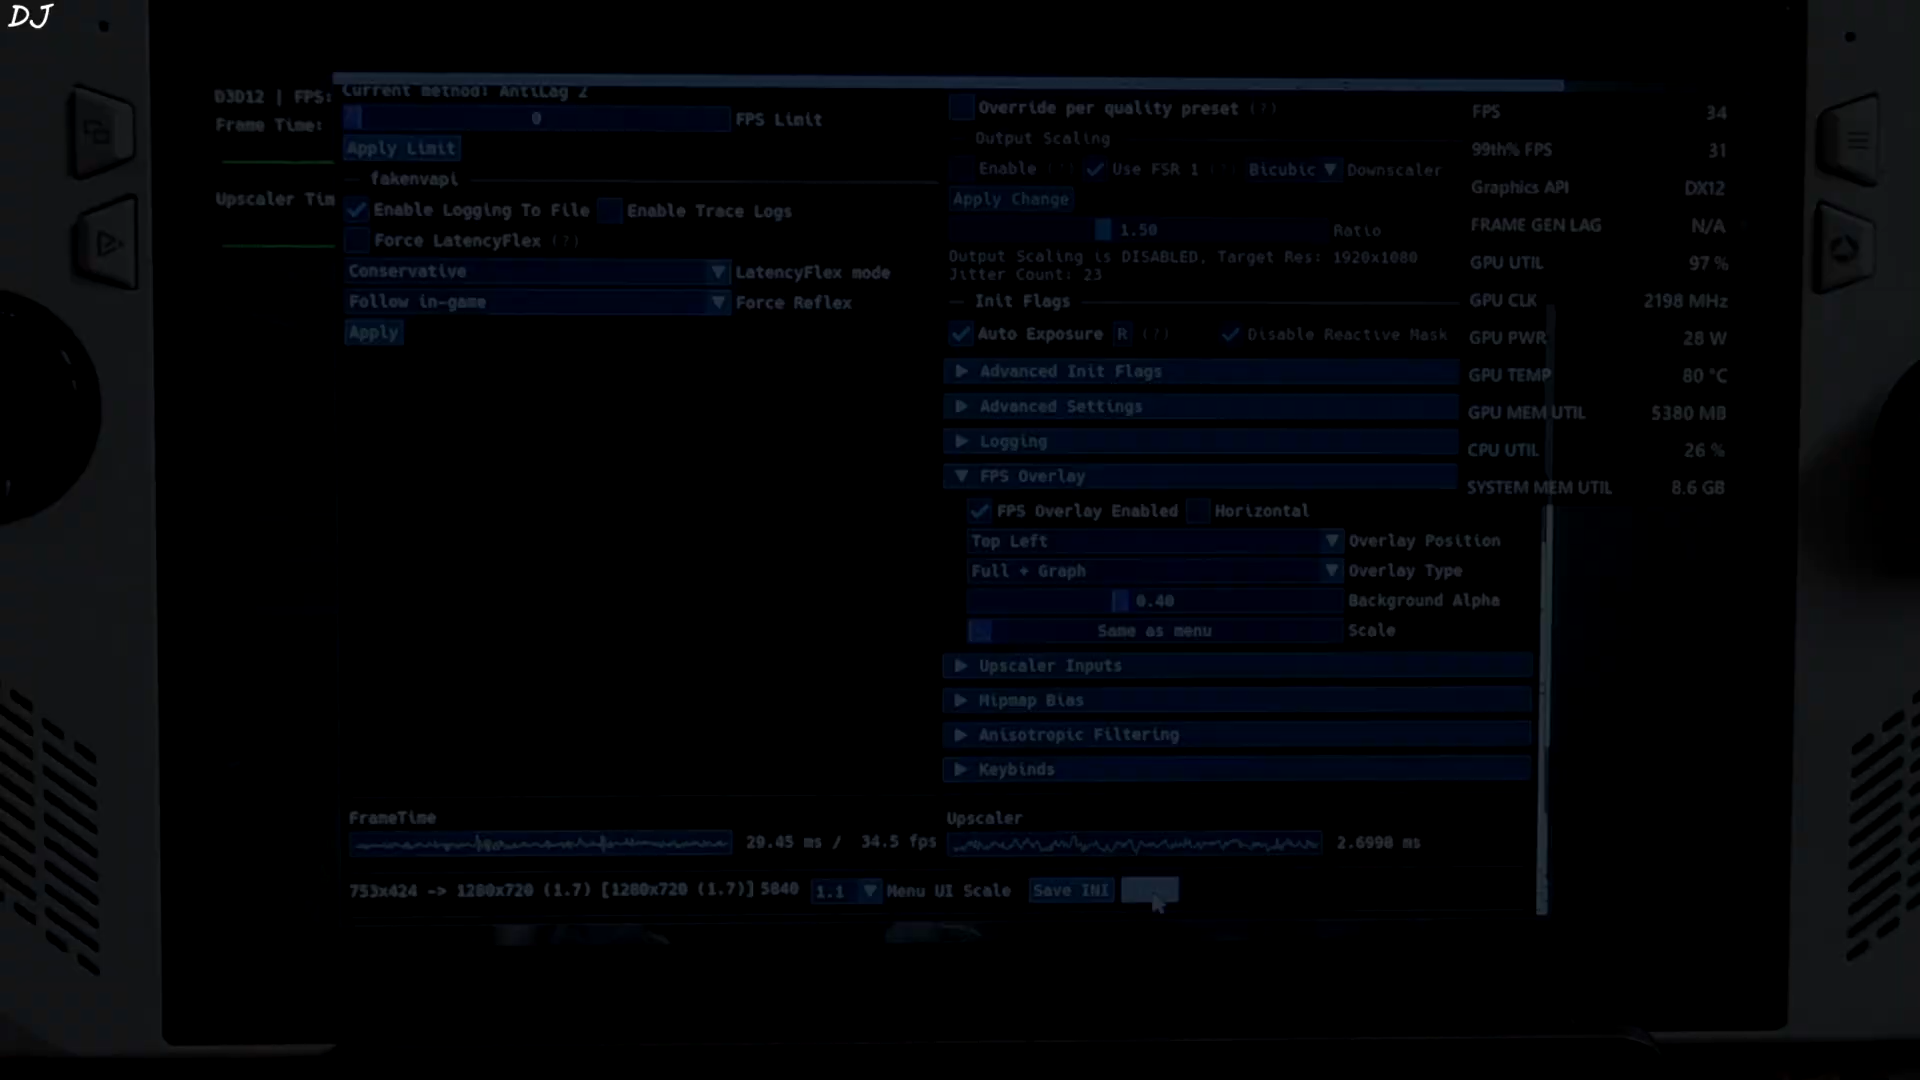 DJ
D3D12 | FPS:
Frame Time:
Upscaler Tim
Current method: AntiLag 2
0 FPS Limit
Apply Limit
fakenvapi
Enable Logging To File Enable Trace Logs
Force LatencyFlex (?)
Conservative LatencyFlex mode
Follow in-game Force Reflex
Apply
Override per quality preset (?)
Output Scaling
Enable (?) Use FSR 1 (?) Bicubic Downscaler
Apply Change
1.50 Ratio
Output Scaling is DISABLED, Target Res: 1920x1080
Jitter Count: 23
Init Flags
Auto Exposure R (?) Disable Reactive Mask
Advanced Init Flags
Advanced Settings
Logging
FPS Overlay
FPS Overlay Enabled Horizontal
Top Left Overlay Position
Full + Graph Overlay Type
0.40 Background Alpha
Same as menu Scale
Upscaler Inputs
Mipmap Bias
Anisotropic Filtering
Keybinds
FrameTime
29.45 ms / 34.5 fps
Upscaler
2.6998 ms
753x424 -> 1280x720 (1.7) [1280x720 (1.7)] 5840 1.1 Menu UI Scale Save INI
FPS 34
99th% FPS 31
Graphics API DX12
FRAME GEN LAG N/A
GPU UTIL 97 %
GPU CLK 2198 MHz
GPU PWR 28 W
GPU TEMP 80 °C
GPU MEM UTIL 5380 MB
CPU UTIL 26 %
SYSTEM MEM UTIL 8.6 GB